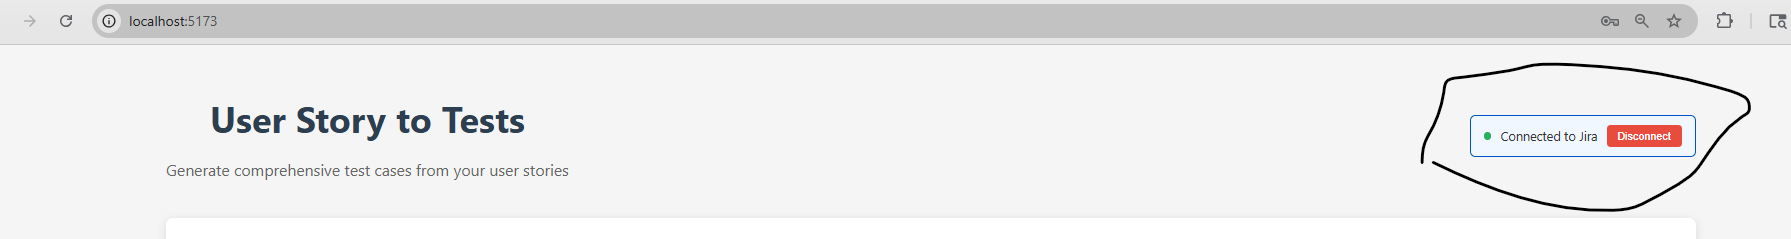 localhost:5173
User Story to Tests
Connected to Jira Disconnect
Generate comprehensive test cases from your user stories